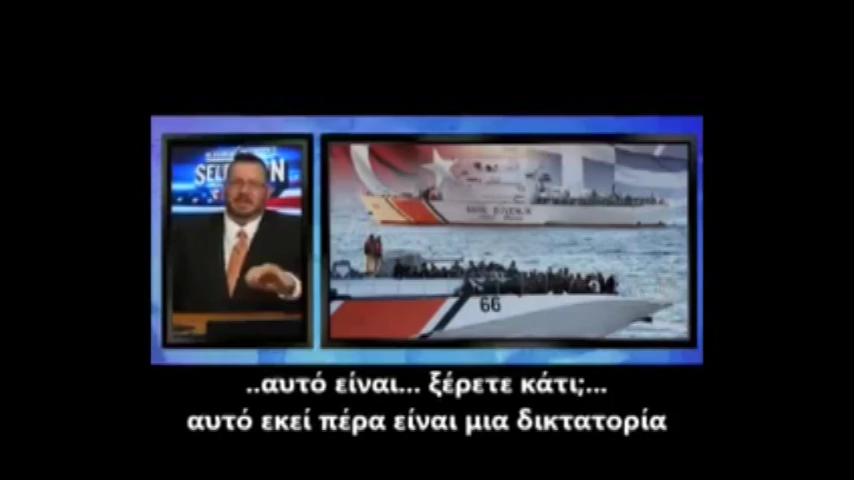 66
..αυτό είναι... ξέρετε κάτι;...
αυτό εκεί πέρα είναι μια δικτατορία